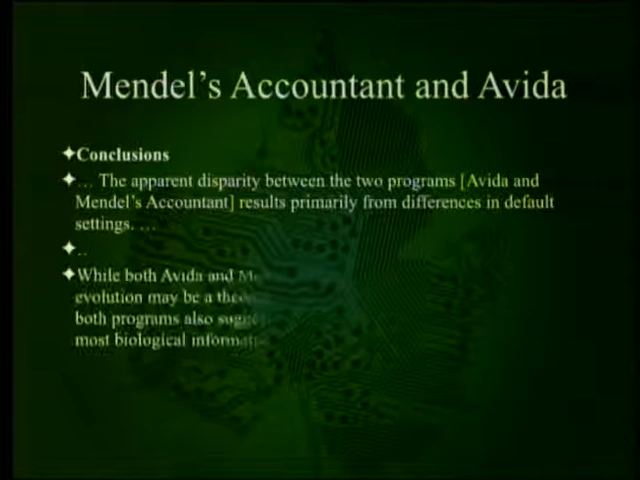 Mendel's Accountant and Avida
Conclusions
... The apparent disparity between the two programs [Avida and
Mendel's Accountant] results primarily from differences in default
settings. ...
..
While both Avida and
evolution may be a
both programs also
most biological